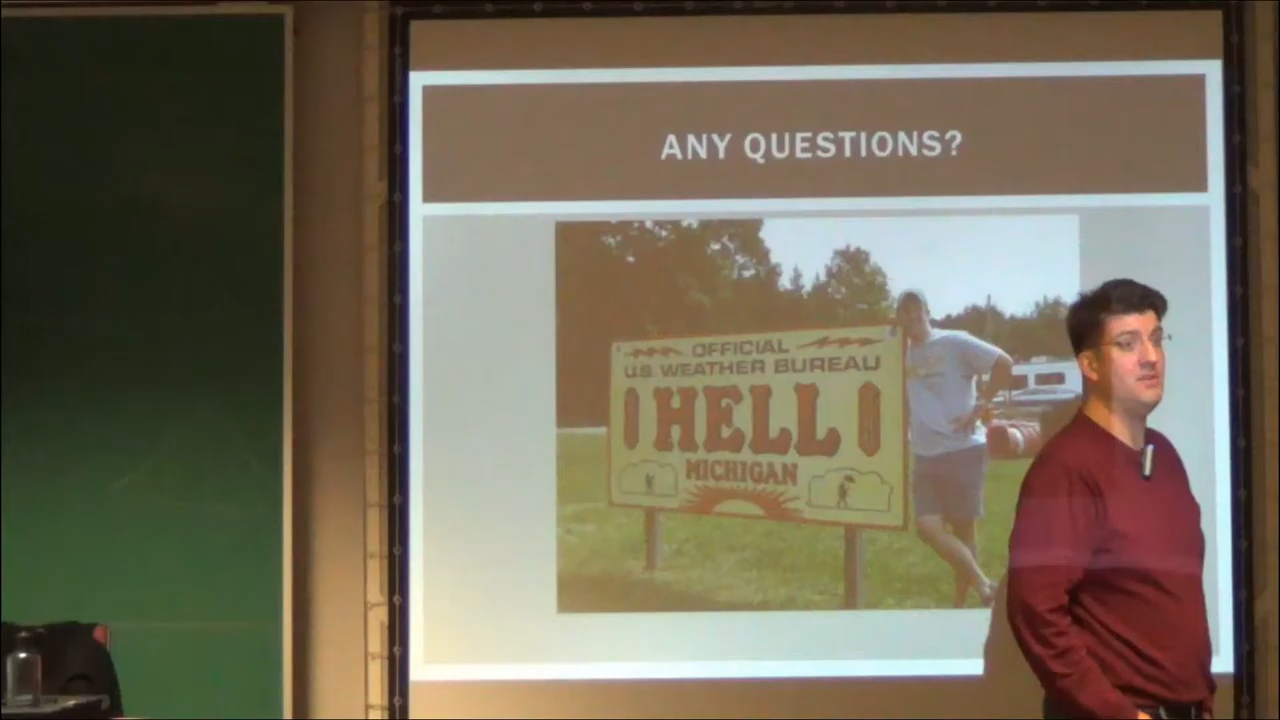 ANY QUESTIONS?
OFFICIAL
U.S. WEATHER BUREAU
HELL
MICHIGAN